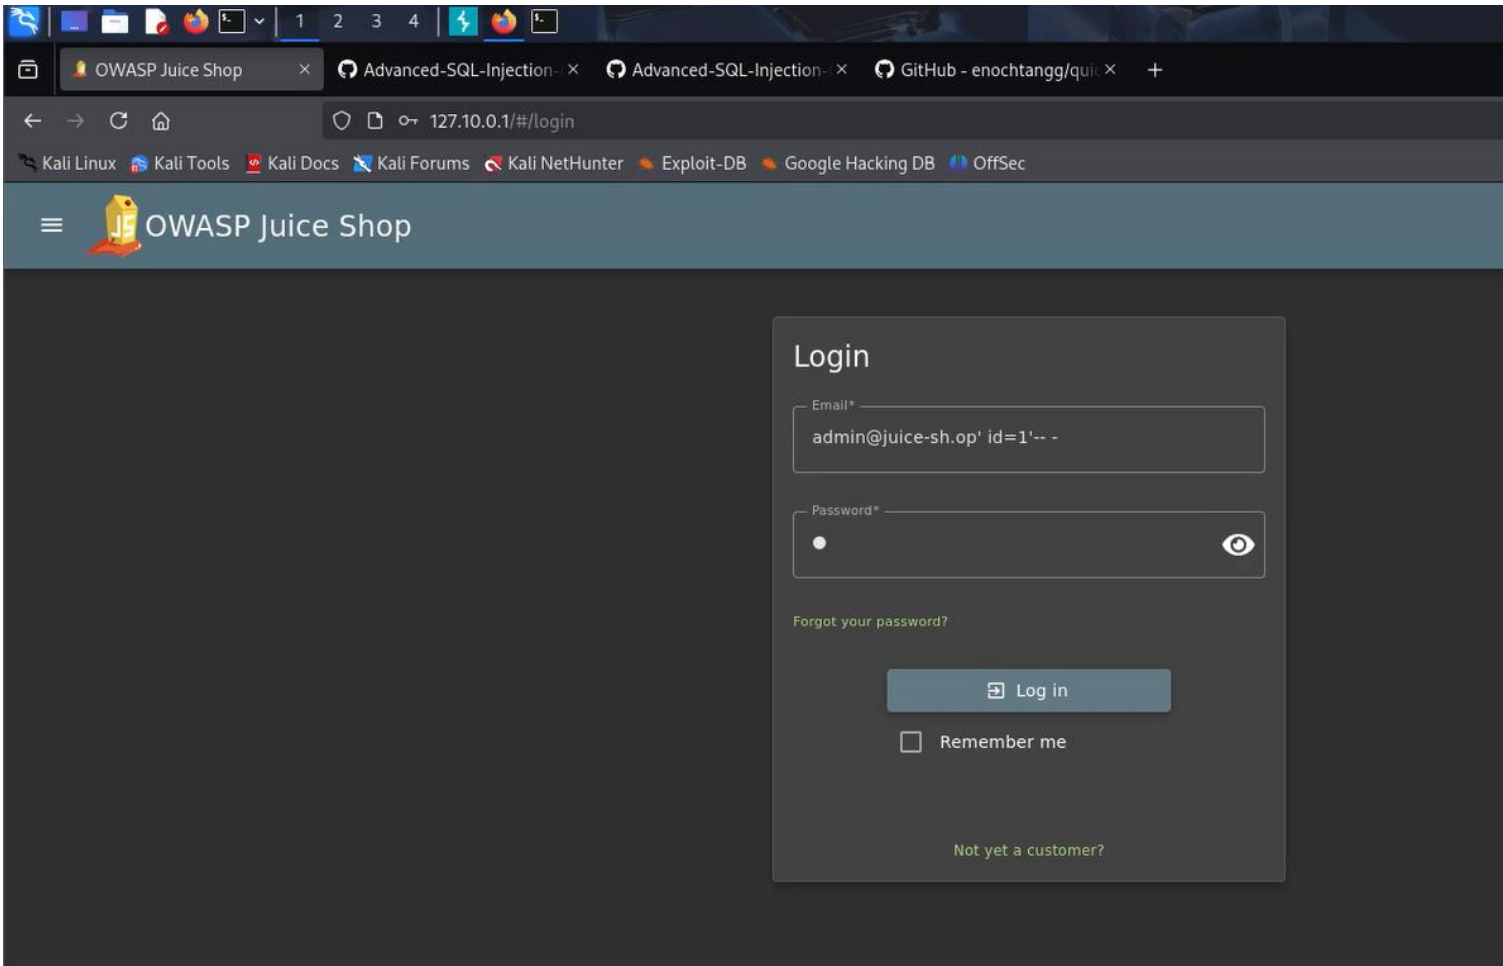 1 2 3 4
OWASP Juice Shop Advanced-SQL-Injection- Advanced-SQL-Injection- GitHub - enochtangg/quic
127.10.0.1/#/login
Kali Linux Kali Tools Kali Docs Kali Forums Kali NetHunter Exploit-DB Google Hacking DB OffSec
JS OWASP Juice Shop
Login
Email*
admin@juice-sh.op' id=1'-- -
Password*
Forgot your password?
Log in
Remember me
Not yet a customer?